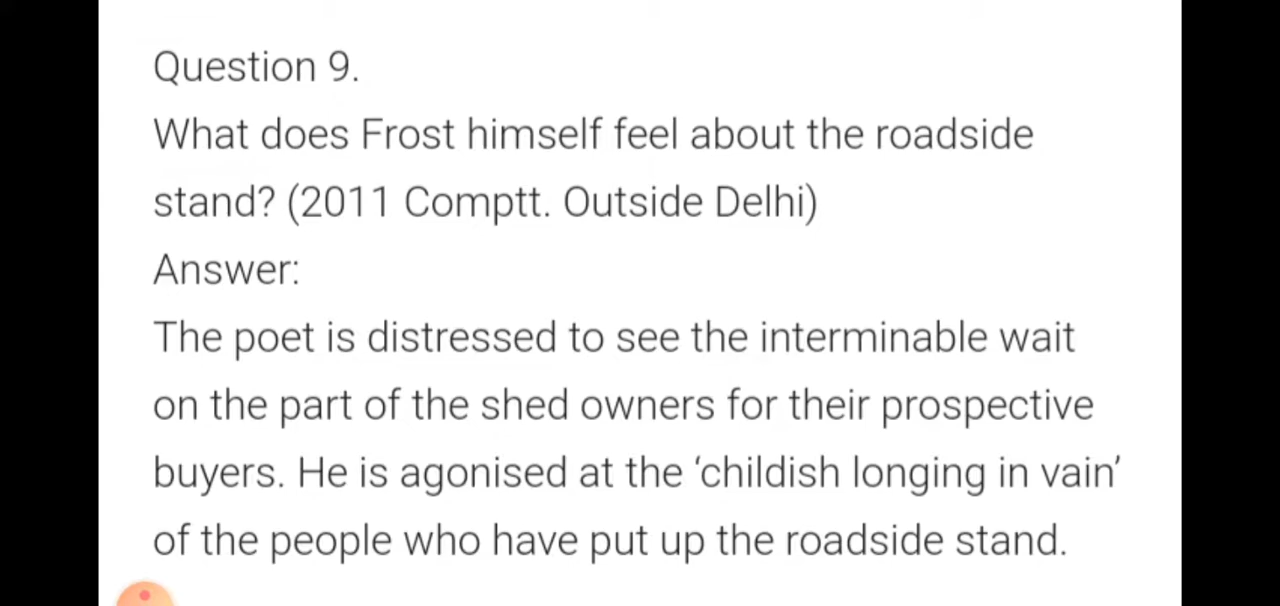 Question 9.
What does Frost himself feel about the roadside
stand? (2011 Comptt. Outside Delhi)
Answer:
The poet is distressed to see the interminable wait
on the part of the shed owners for their prospective
buyers. He is agonised at the ‘childish longing in vain’
of the people who have put up the roadside stand.